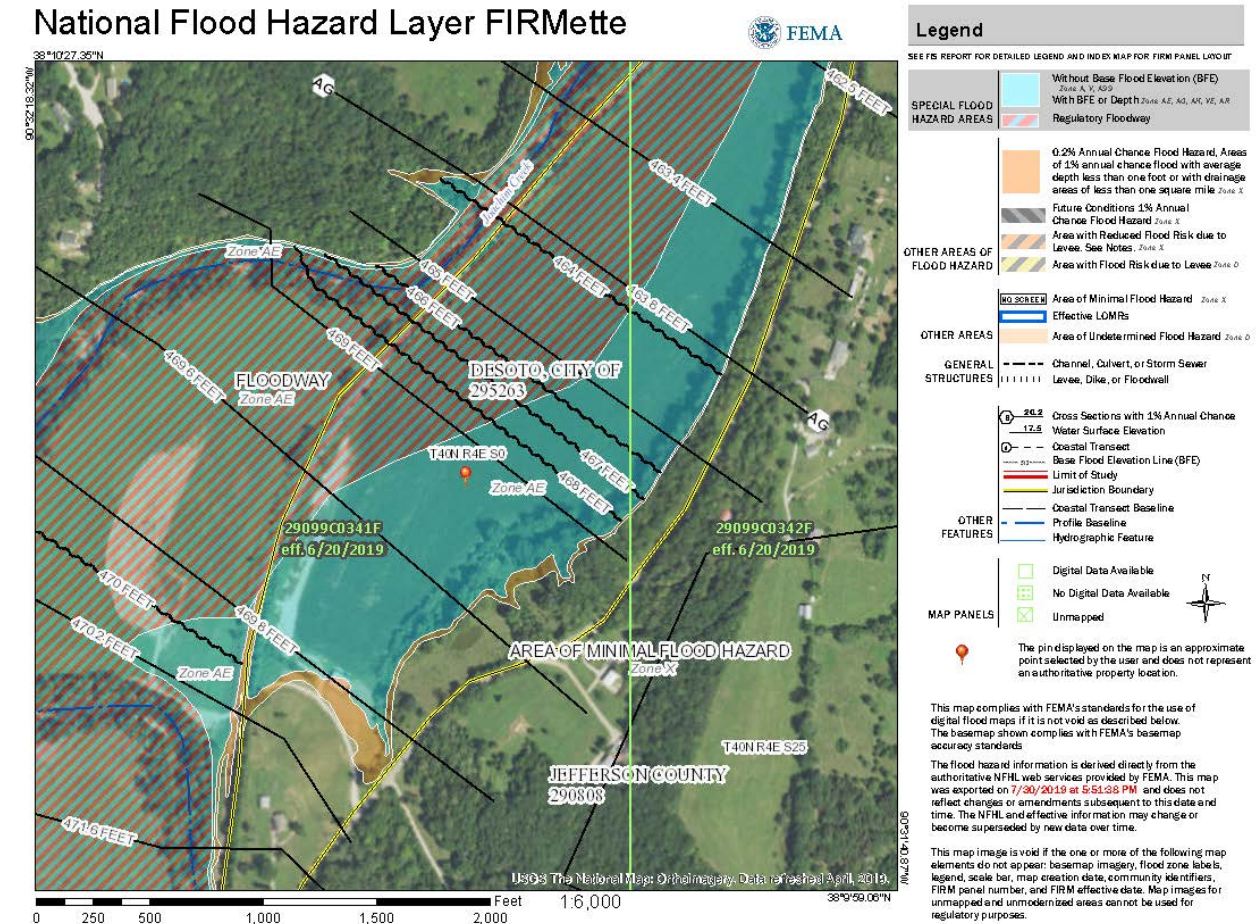 National Flood Hazard Layer FIRMette
FEMA
38°10'27.35"N
90°32'18.32"W
AG
462.5 FEET
463.4 FEET
Joachim Creek
Zone AE
465 FEET
464 FEET
463.8 FEET
466 FEET
469 FEET
469.6 FEET
FLOODWAY
Zone AE
DESOTO, CITY OF
295263
AG
T40N R4E S0
467 FEET
468 FEET
Zone AE
29099C0341F
eff. 6/20/2019
29099C0342F
eff. 6/20/2019
470 FEET
469.8 FEET
470.2 FEET
AREA OF MINIMAL FLOOD HAZARD
Zone X
Zone AE
T40N R4E S25
JEFFERSON COUNTY
290808
471.6 FEET
90°31'40.87"W
USGS The National Map: Orthoimagery. Data refreshed April, 2019.
38°9'59.06"N
0 250 500 1,000 1,500 2,000
Feet 1:6,000
Legend
SEE FIS REPORT FOR DETAILED LEGEND AND INDEX MAP FOR FIRM PANEL LAYOUT
SPECIAL FLOOD
HAZARD AREAS
Without Base Flood Elevation (BFE)
Zone A, V, A99
With BFE or Depth Zone AE, AO, AH, VE, AR
Regulatory Floodway
OTHER AREAS OF
FLOOD HAZARD
0.2% Annual Chance Flood Hazard, Areas
of 1% annual chance flood with average
depth less than one foot or with drainage
areas of less than one square mile Zone X
Future Conditions 1% Annual
Chance Flood Hazard Zone X
Area with Reduced Flood Risk due to
Levee. See Notes. Zone X
Area with Flood Risk due to Levee Zone D
OTHER AREAS
NO SCREEN Area of Minimal Flood Hazard Zone X
Effective LOMRs
Area of Undetermined Flood Hazard Zone D
GENERAL
STRUCTURES
Channel, Culvert, or Storm Sewer
Levee, Dike, or Floodwall
OTHER
FEATURES
B 20.2 Cross Sections with 1% Annual Chance
17.5 Water Surface Elevation
8 Coastal Transect
513 Base Flood Elevation Line (BFE)
Limit of Study
Jurisdiction Boundary
Coastal Transect Baseline
Profile Baseline
Hydrographic Feature
MAP PANELS
Digital Data Available
No Digital Data Available
Unmapped
N
The pin displayed on the map is an approximate
point selected by the user and does not represent
an authoritative property location.
This map complies with FEMA's standards for the use of
digital flood maps if it is not void as described below.
The basemap shown complies with FEMA's basemap
accuracy standards
The flood hazard information is derived directly from the
authoritative NFHL web services provided by FEMA. This map
was exported on 7/30/2019 at 5:51:38 PM and does not
reflect changes or amendments subsequent to this date and
time. The NFHL and effective information may change or
become superseded by new data over time.
This map image is void if the one or more of the following map
elements do not appear: basemap imagery, flood zone labels,
legend, scale bar, map creation date, community identifiers,
FIRM panel number, and FIRM effective date. Map images for
unmapped and unmodernized areas cannot be used for
regulatory purposes.